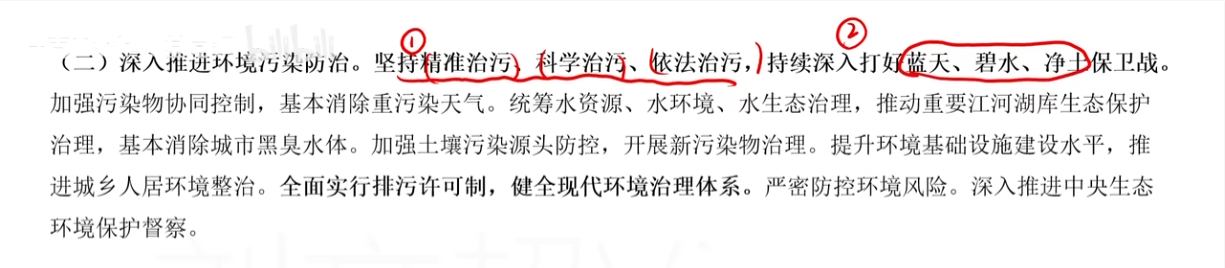 ① ②
（二）深入推进环境污染防治。坚持精准治污、科学治污、依法治污，持续深入打好蓝天、碧水、净土保卫战。
加强污染物协同控制，基本消除重污染天气。统筹水资源、水环境、水生态治理，推动重要江河湖库生态保护
治理，基本消除城市黑臭水体。加强土壤污染源头防控，开展新污染物治理。提升环境基础设施建设水平，推
进城乡人居环境整治。全面实行排污许可制，健全现代环境治理体系。严密防控环境风险。深入推进中央生态
环境保护督察。